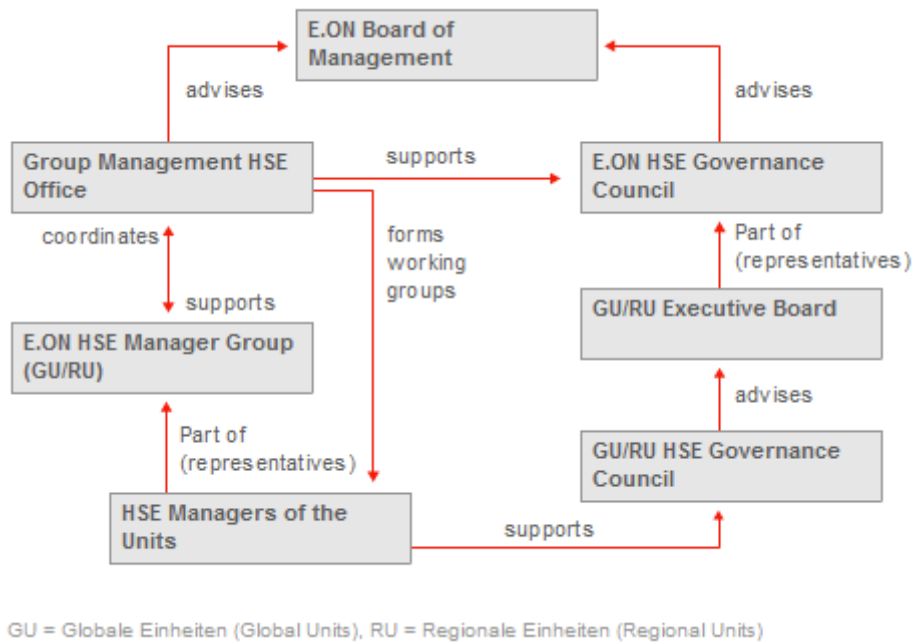 E.ON Board of
Management
advises
advises
Group Management HSE
Office
supports
E.ON HSE Governance
Council
coordinates
forms
working
groups
Part of
(representatives)
supports
GU/RU Executive Board
E.ON HSE Manager Group
(GU/RU)
advises
Part of
(representatives)
GU/RU HSE Governance
Council
HSE Managers of the
Units
supports
GU = Globale Einheiten (Global Units), RU = Regionale Einheiten (Regional Units)